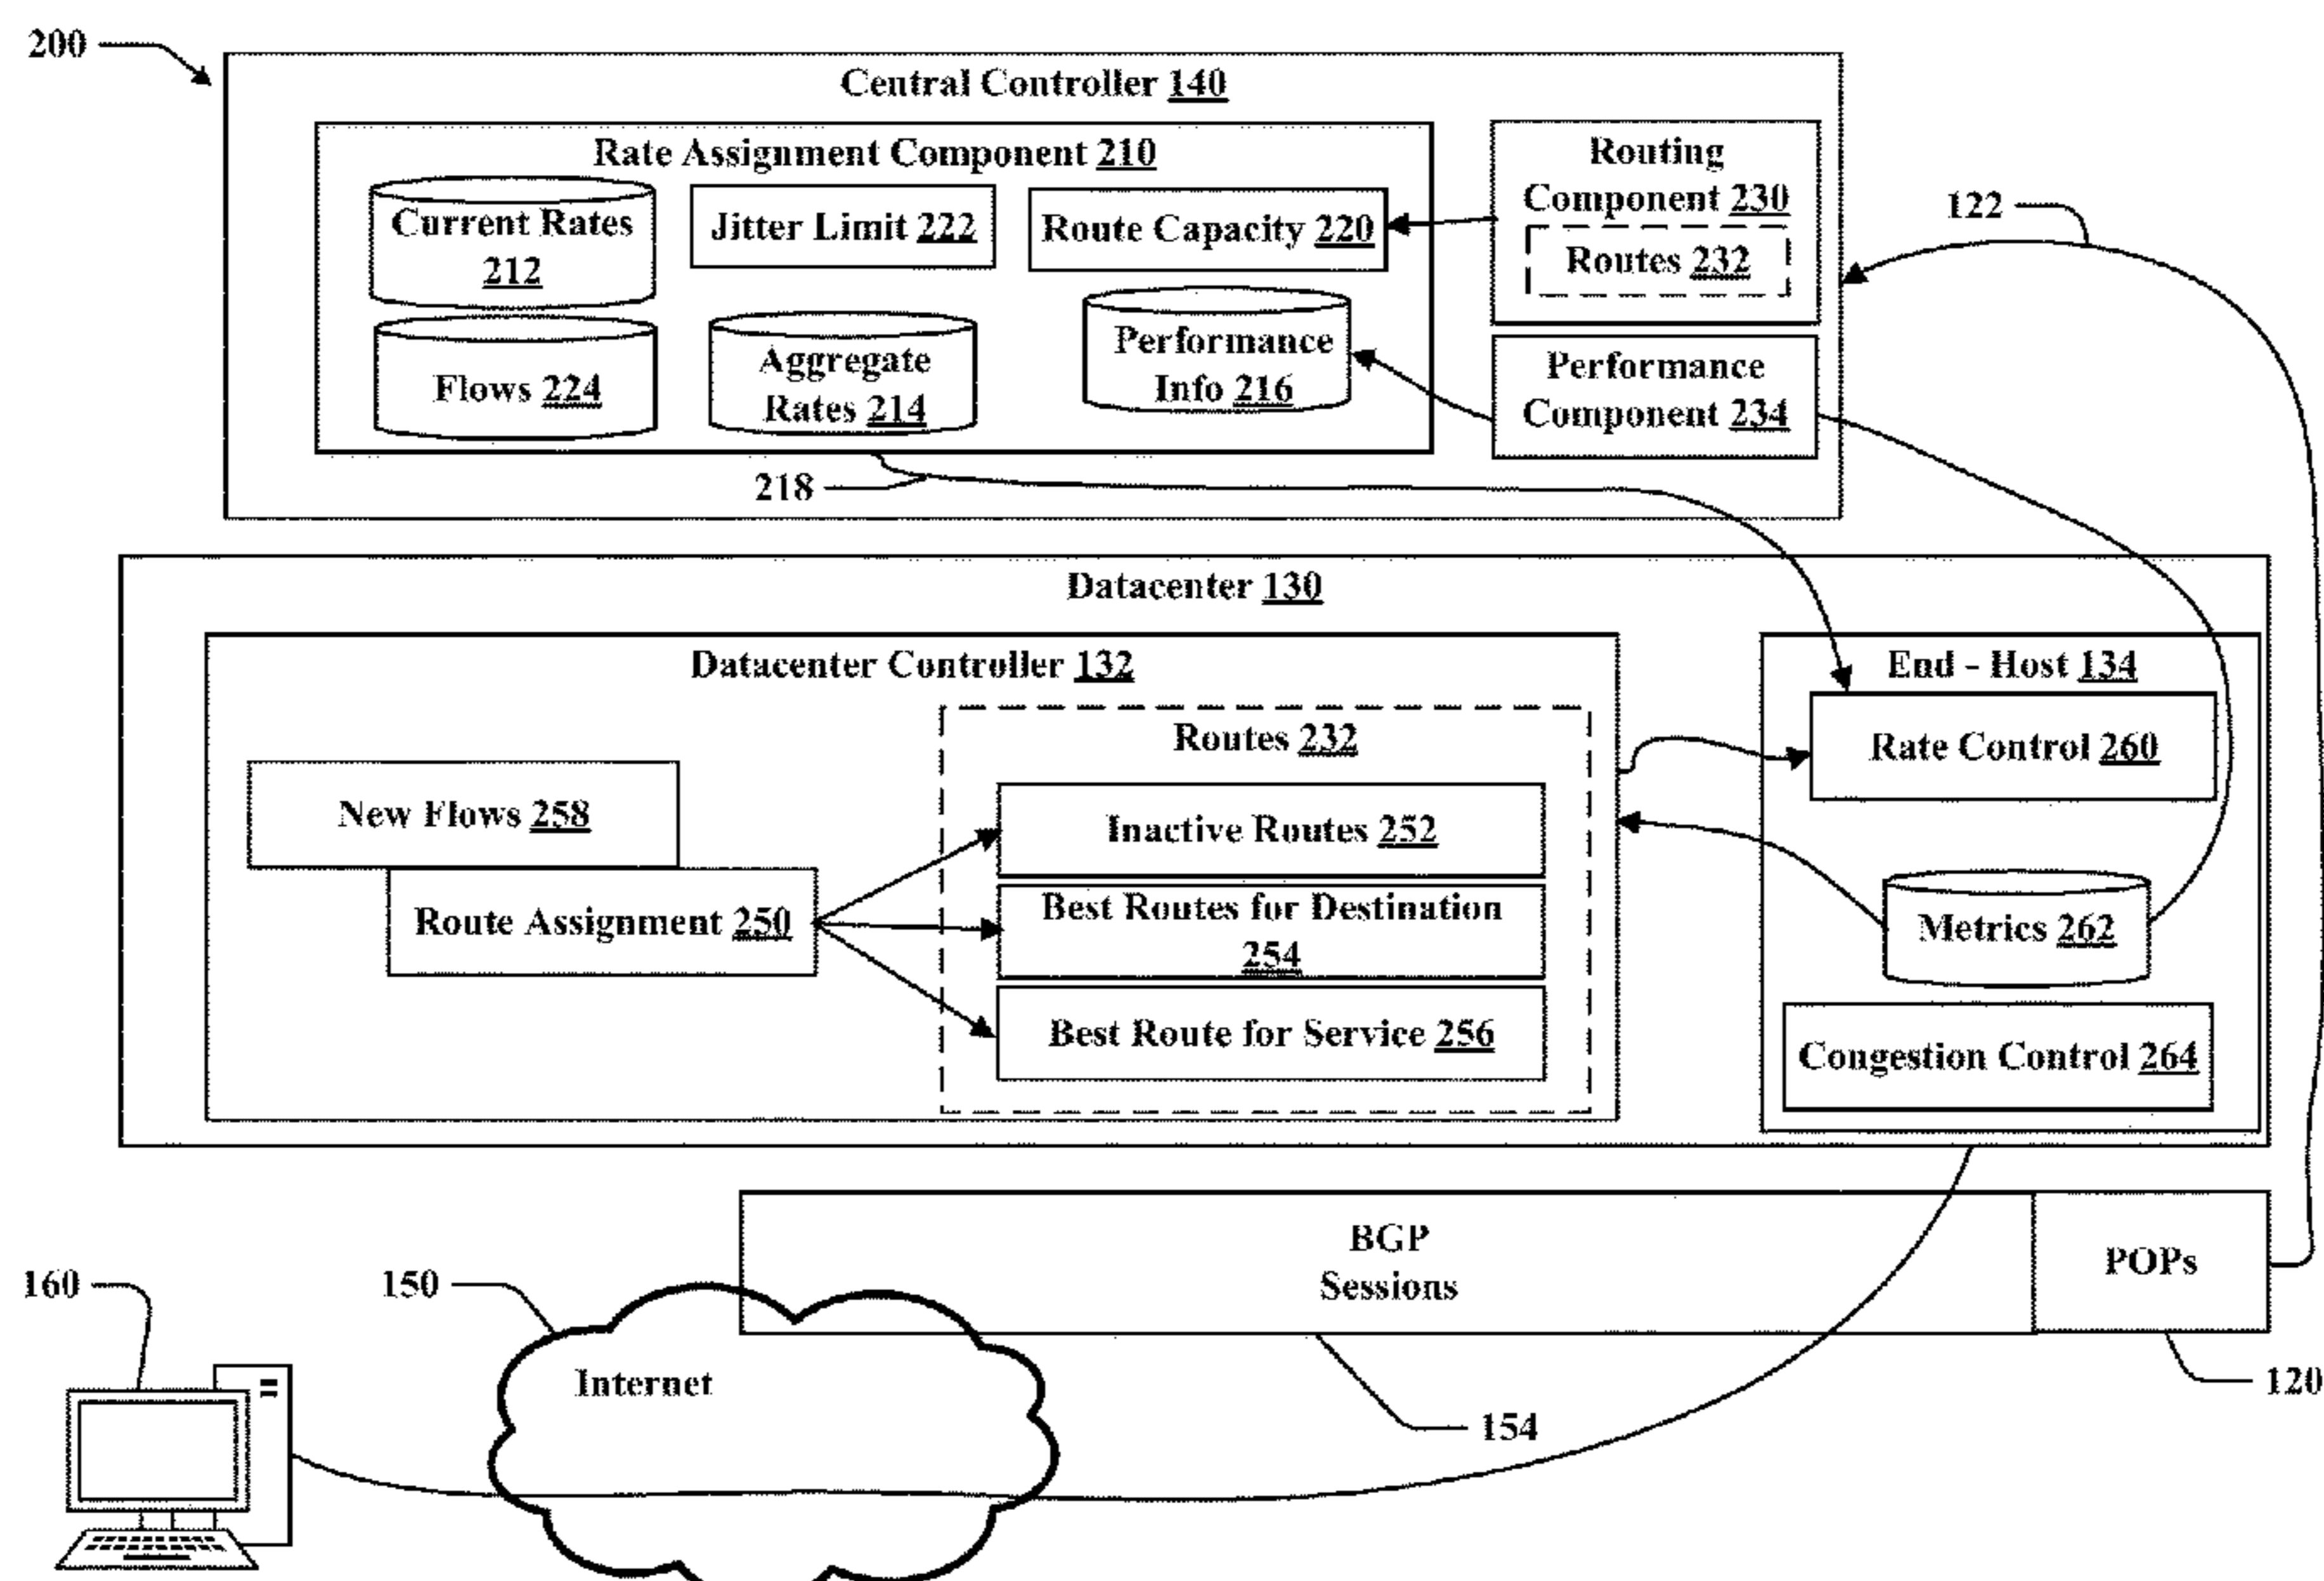 200
Central Controller 140
Rate Assignment Component 210
Current Rates
212
Jitter Limit 222
Route Capacity 220
Routing
Component 230
Routes 232
122
Flows 224
Aggregate
Rates 214
Performance
Info 216
Performance
Component 234
218
Datacenter 130
Datacenter Controller 132
End - Host 134
Routes 232
Rate Control 260
New Flows 258
Inactive Routes 252
Route Assignment 250
Best Routes for Destination
254
Metrics 262
Best Route for Service 256
Congestion Control 264
BGP
Sessions
POPs
160
150
Internet
120
154